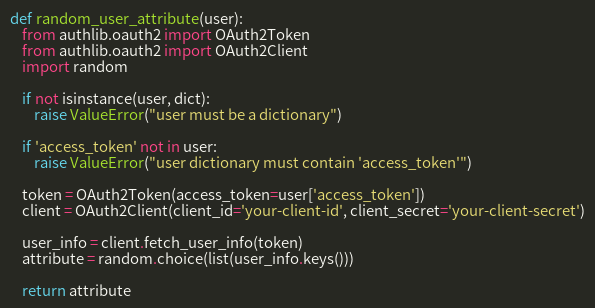 def random_user_attribute(user):
    from authlib.oauth2 import OAuth2Token
    from authlib.oauth2 import OAuth2Client
    import random

    if not isinstance(user, dict):
        raise ValueError("user must be a dictionary")

    if 'access_token' not in user:
        raise ValueError("user dictionary must contain 'access_token'")

    token = OAuth2Token(access_token=user['access_token'])
    client = OAuth2Client(client_id='your-client-id', client_secret='your-client-secret')

    user_info = client.fetch_user_info(token)
    attribute = random.choice(list(user_info.keys()))

    return attribute